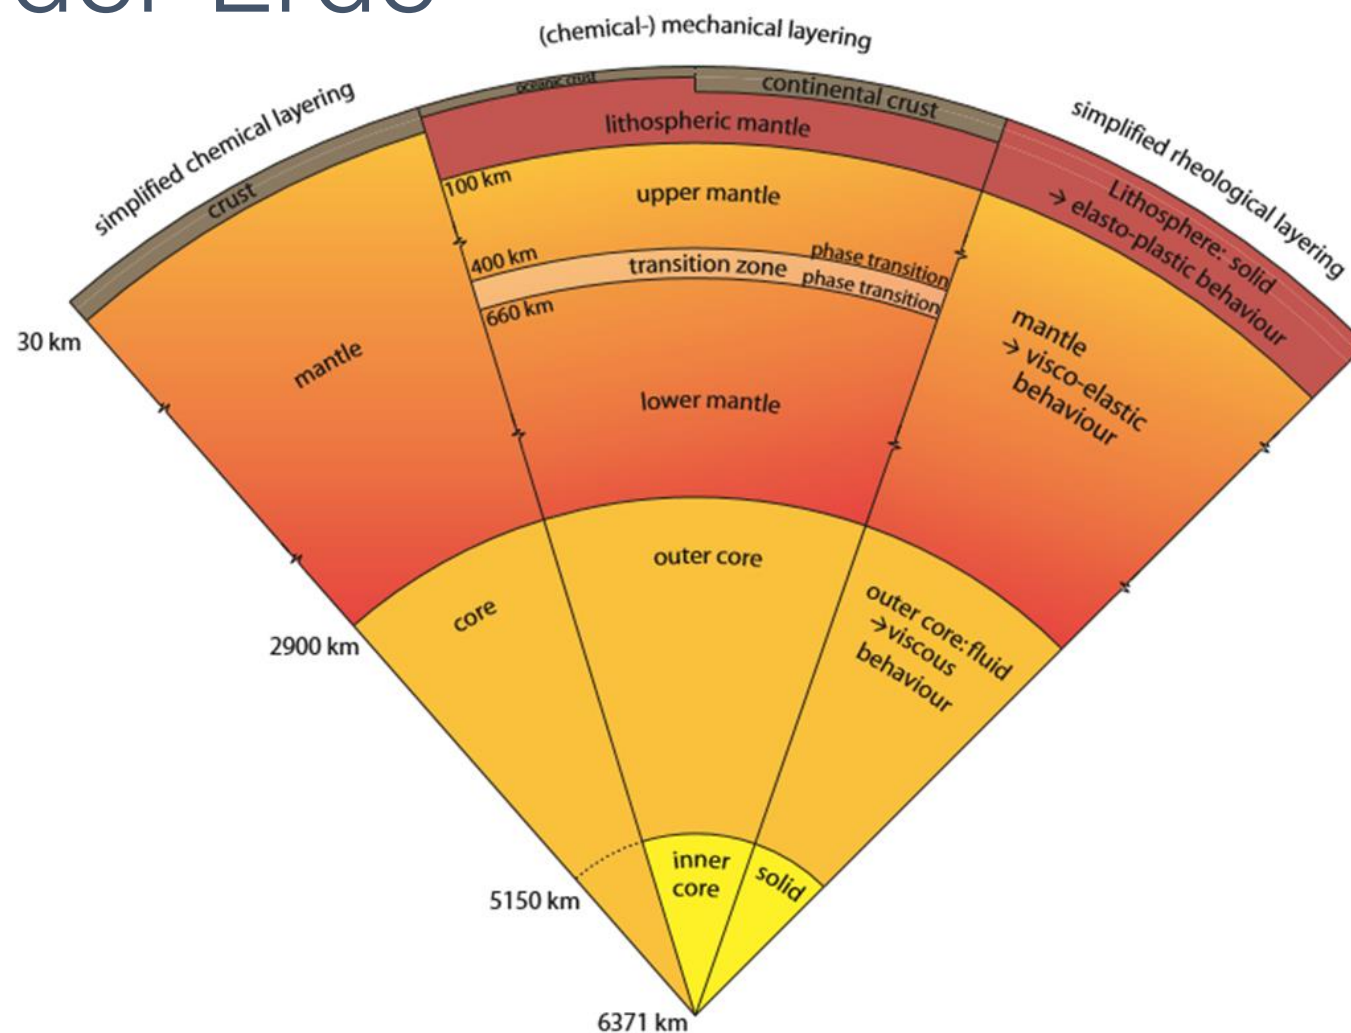 der Erde
(chemical-) mechanical layering
simplified chemical layering
simplified rheological layering
crust
oceanic crust
continental crust
lithospheric mantle
Lithosphere: solid
→ elasto-plastic behaviour
100 km
upper mantle
400 km
phase transition
transition zone
phase transition
660 km
30 km
mantle
mantle
→ visco-elastic
behaviour
lower mantle
outer core
core
outer core: fluid
→viscous
behaviour
2900 km
inner
core
solid
5150 km
6371 km